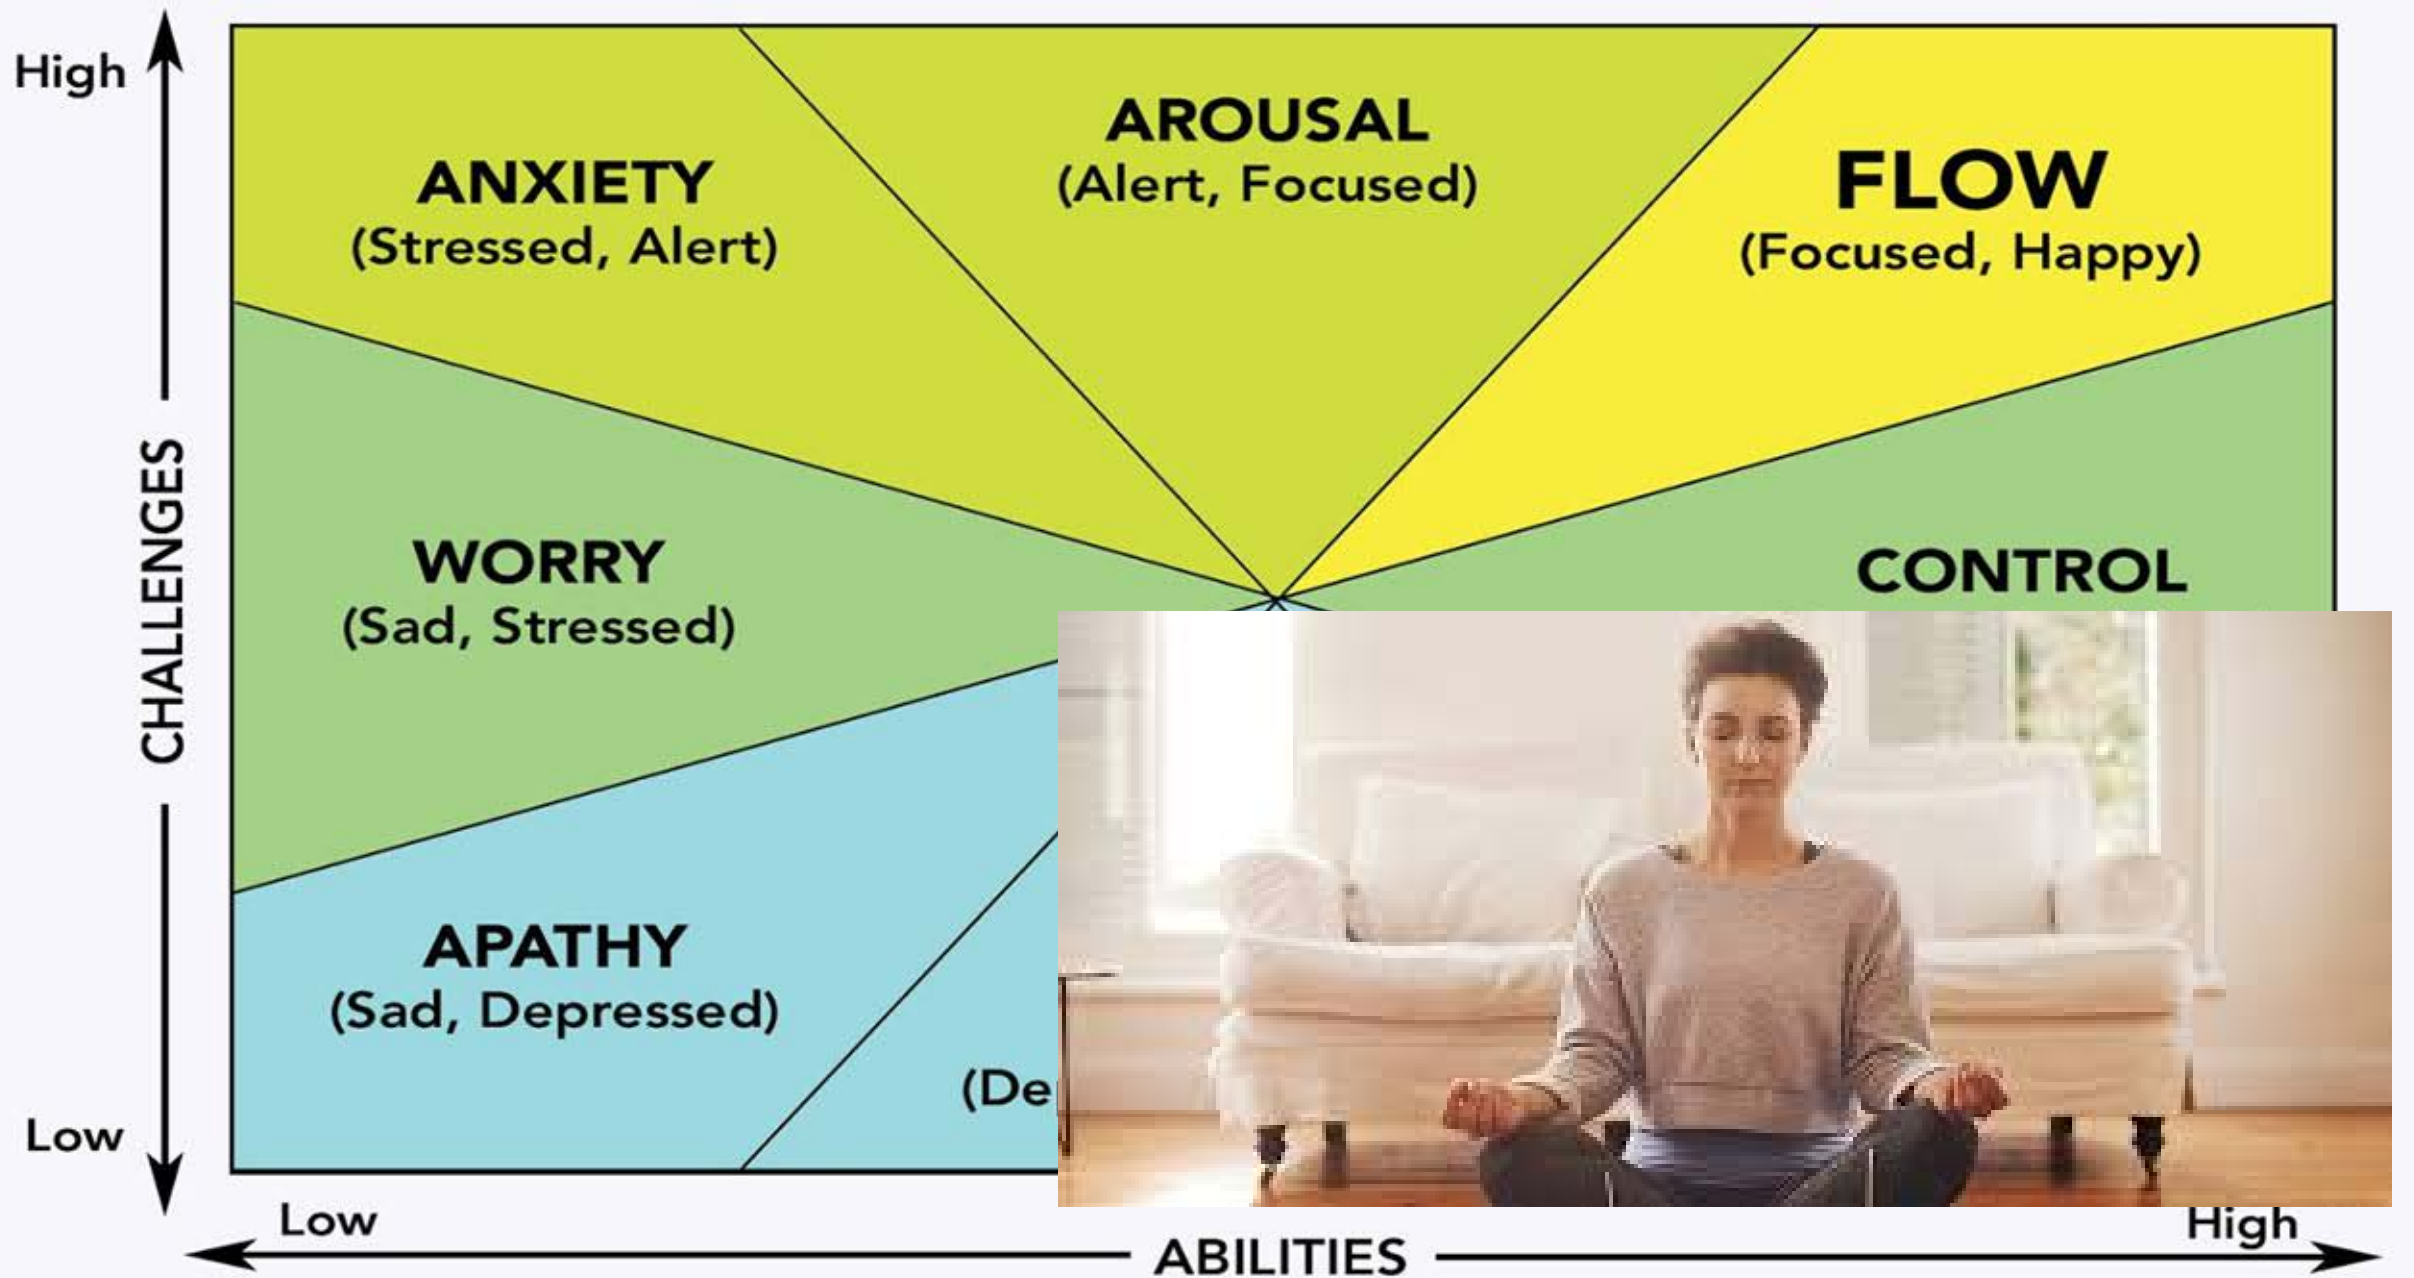 High
AROUSAL
(Alert, Focused)
ANXIETY
(Stressed, Alert)
FLOW
(Focused, Happy)
CHALLENGES
WORRY
(Sad, Stressed)
CONTROL
APATHY
(Sad, Depressed)
(De
Low
Low
High
ABILITIES